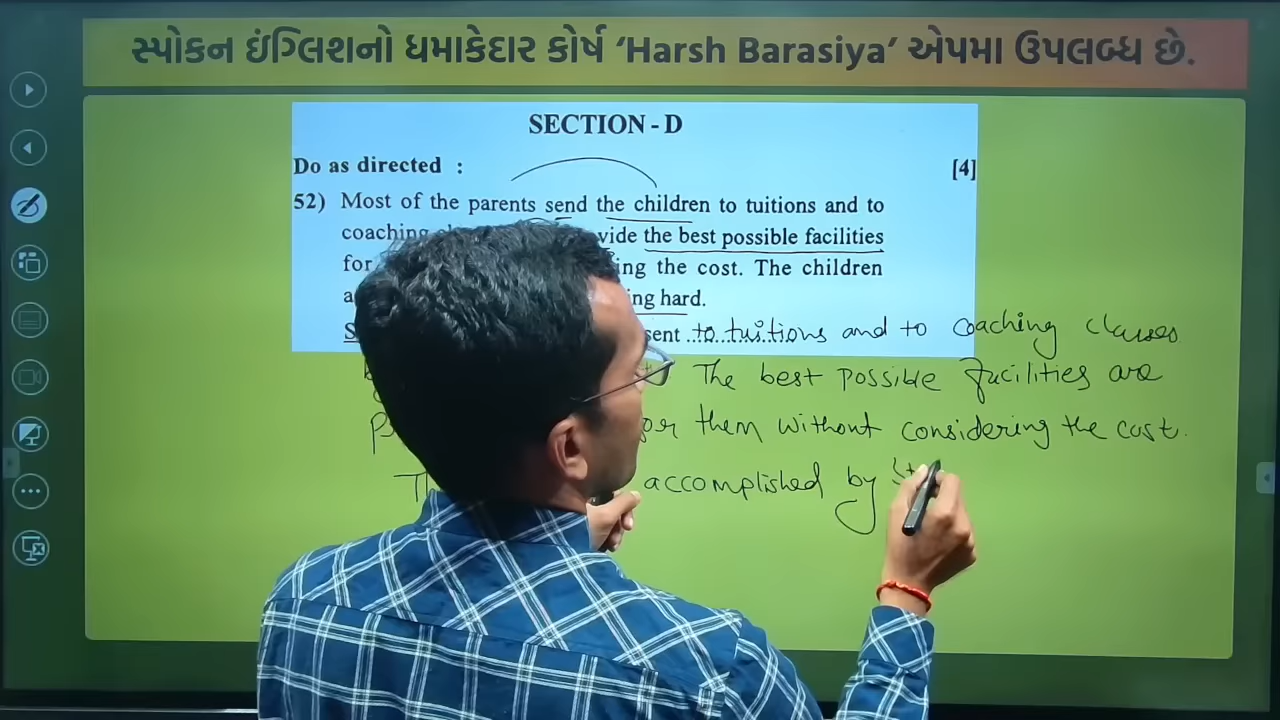 સ્પોકન ઇંગ્લિશનો ધમાકેદાર કોર્ષ ‘Harsh Barasiya’ એપમા ઉપલબ્ધ છે.
SECTION - D
Do as directed : [4]
52) Most of the parents send the children to tuitions and to
coaching vide the best possible facilities
for ing the cost. The children
ing hard.
sent to tuitions and to coaching classes
The best possible facilities are
for them without considering the cost.
accomplished by